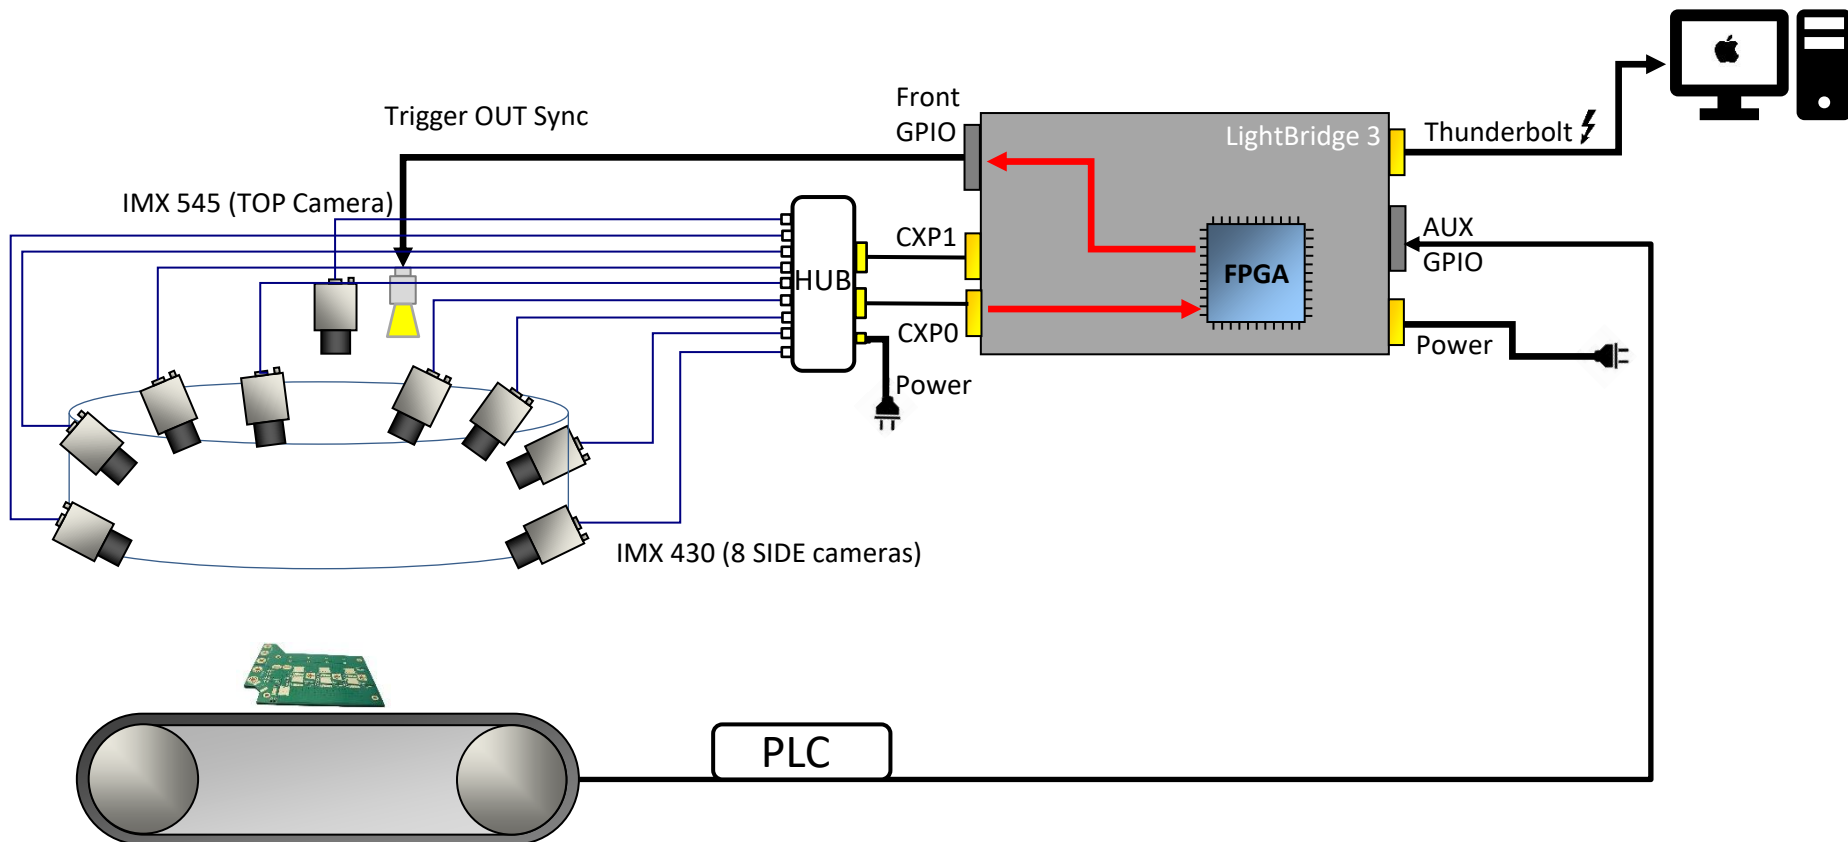 Front
GPIO
Trigger OUT Sync
LightBridge 3
Thunderbolt
IMX 545 (TOP Camera)
CXP1
AUX
GPIO
HUB
FPGA
CXP0
Power
Power
IMX 430 (8 SIDE cameras)
PLC